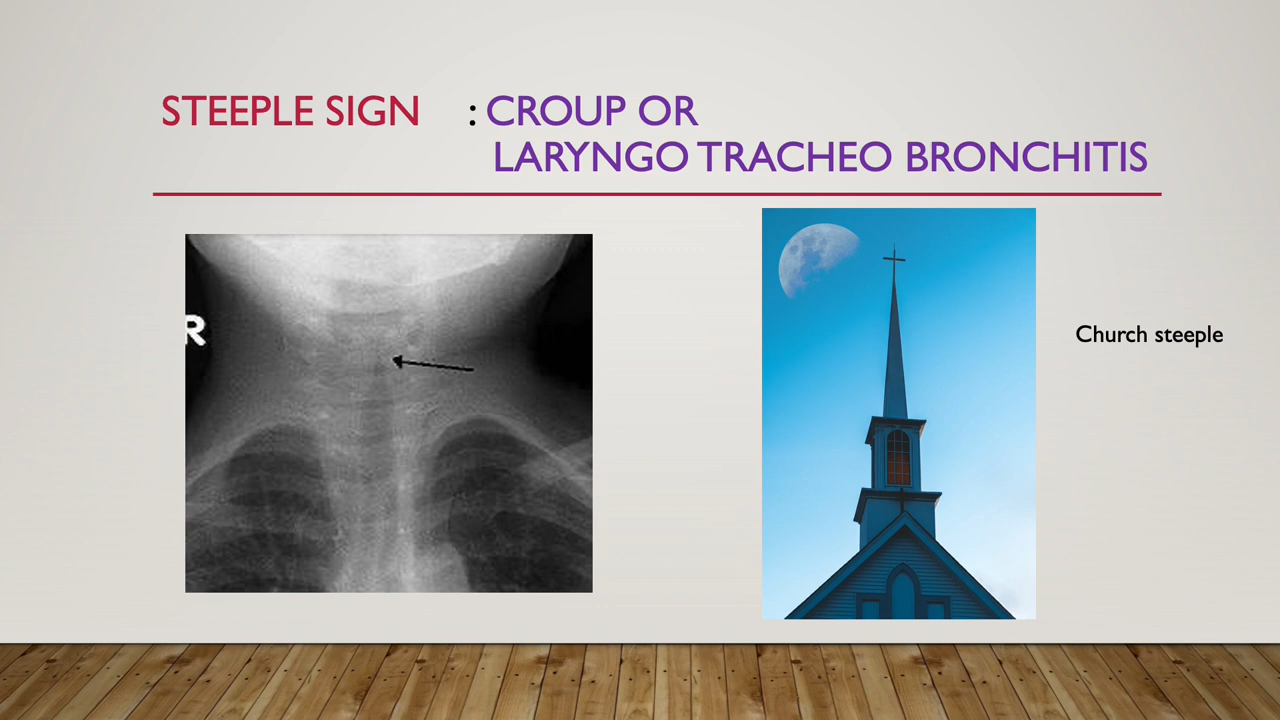 STEEPLE SIGN : CROUP OR
LARYNGO TRACHEO BRONCHITIS
R
Church steeple